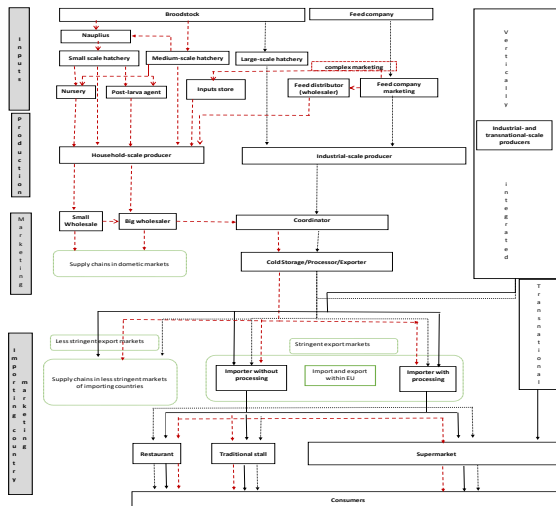 Broodstock
Feed company
Nauplius
Small scale hatchery
Medium-scale hatchery
Large-scale hatchery
complex marketing
Nursery
Post-larva agent
Inputs store
Feed distributor
(wholesaler)
Feed company
marketing
Inputs
Production
Marketing
Importing country
marketing
Vertically
integrated
Industrial- and
transnational-scale
producers
Transnational
Household-scale producer
Industrial-scale producer
Small
Wholesale
Big wholesaler
Coordinator
Supply chains in dometic markets
Cold Storage/Processor/Exporter
Less stringent export markets
Stringent export markets
Supply chains in less stringent markets
of importing countries
Importer without
processing
Import and export
within EU
Importer with
processing
Restaurant
Traditional stall
Supermarket
Consumers